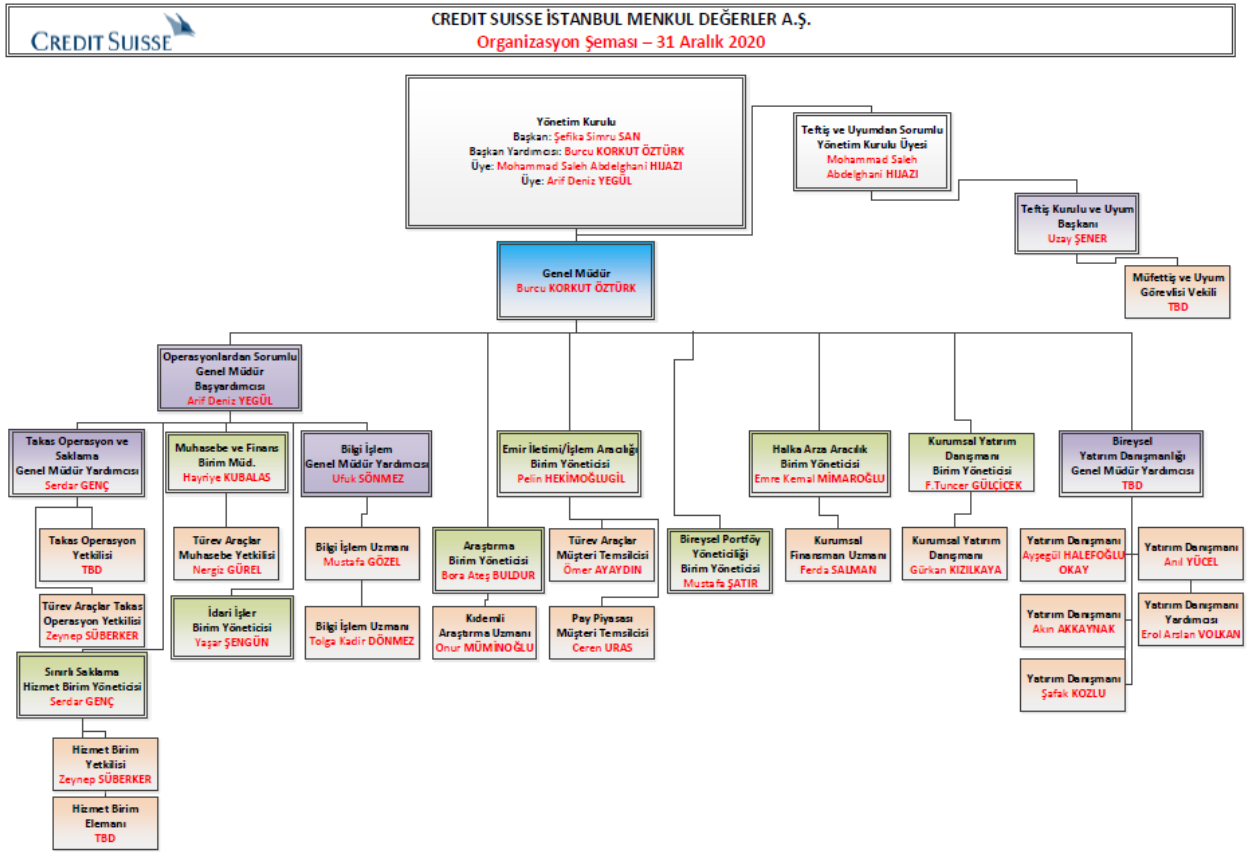 CREDIT SUISSE
CREDIT SUISSE İSTANBUL MENKUL DEĞERLER A.Ş.
Organizasyon Şeması – 31 Aralık 2020
Yönetim Kurulu
Başkan: Şefika Simru SAN
Başkan Yardımcısı: Burcu KORKUT ÖZTÜRK
Üye: Mohammad Saleh Abdelghani HIJAZI
Üye: Arif Deniz YEGÜL
Teftiş ve Uyumdan Sorumlu
Yönetim Kurulu Üyesi
Mohammad Saleh
Abdelghani HIJAZI
Teftiş Kurulu ve Uyum
Başkanı
Uzay ŞENER
Müfettiş ve Uyum
Görevlisi Vekili
TBD
Genel Müdür
Burcu KORKUT ÖZTÜRK
Operasyonlardan Sorumlu
Genel Müdür
Başyardımcısı
Arif Deniz YEGÜL
Takas Operasyon ve
Saklama
Genel Müdür Yardımcısı
Serdar GENÇ
Muhasebe ve Finans
Birim Müd.
Hayriye KUBALAS
Bilgi İşlem
Genel Müdür Yardımcısı
Ufuk SÖNMEZ
Emir İletimi/İşlem Aracılığı
Birim Yöneticisi
Pelin HEKİMOĞLUGİL
Halka Arza Aracılık
Birim Yöneticisi
Emre Kemal MİMAROĞLU
Kurumsal Yatırım
Danışmanı
Birim Yöneticisi
F.Tuncer GÜLÇİÇEK
Bireysel
Yatırım Danışmanlığı
Genel Müdür Yardımcısı
TBD
Takas Operasyon
Yetkilisi
TBD
Türev Araçlar
Muhasebe Yetkilisi
Nergiz GÜREL
Bilgi İşlem Uzmanı
Mustafa GÖZEL
Araştırma
Birim Yöneticisi
Bora Ateş BULDUR
Türev Araçlar
Müşteri Temsilcisi
Ömer AYAYDIN
Bireysel Portföy
Yöneticiliği
Birim Yöneticisi
Mustafa ŞATIR
Kurumsal
Finansman Uzmanı
Ferda SALMAN
Kurumsal Yatırım
Danışmanı
Gürkan KIZILKAYA
Yatırım Danışmanı
Ayşegül HALEFOĞLU
OKAY
Yatırım Danışmanı
Anıl YÜCEL
Türev Araçlar Takas
Operasyon Yetkilisi
Zeynep SÜBERKER
İdari İşler
Birim Yöneticisi
Yaşar ŞENGÜN
Bilgi İşlem Uzmanı
Tolga Kadir DÖNMEZ
Kıdemli
Araştırma Uzmanı
Onur MÜMİNOĞLU
Pay Piyasası
Müşteri Temsilcisi
Ceren URAS
Yatırım Danışmanı
Akın AKKAYNAK
Yatırım Danışmanı
Yardımcısı
Erol Arslan VOLKAN
Sınırlı Saklama
Hizmet Birim Yöneticisi
Serdar GENÇ
Yatırım Danışmanı
Şafak KOZLU
Hizmet Birim
Yetkilisi
Zeynep SÜBERKER
Hizmet Birim
Elemanı
TBD